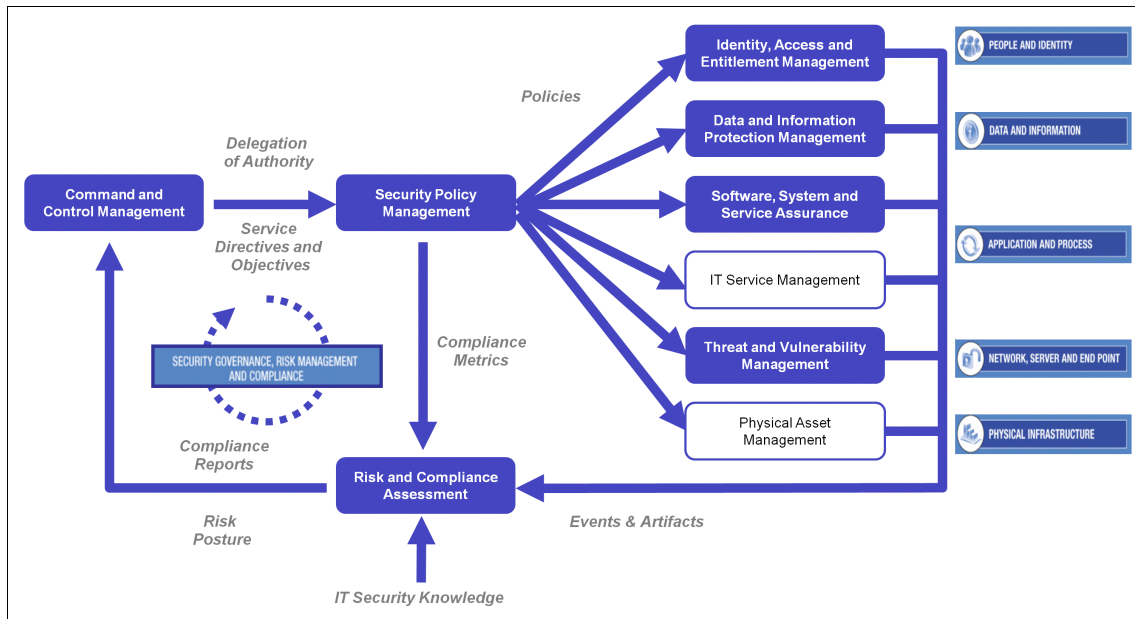 Identity, Access and
Entitlement Management
PEOPLE AND IDENTITY
Policies
Data and Information
Protection Management
DATA AND INFORMATION
Delegation
of Authority
Command and
Control Management
Security Policy
Management
Software, System and
Service Assurance
Service
Directives and
Objectives
APPLICATION AND PROCESS
IT Service Management
SECURITY GOVERNANCE, RISK MANAGEMENT
AND COMPLIANCE
Compliance
Metrics
Threat and Vulnerability
Management
NETWORK, SERVER AND END POINT
Physical Asset
Management
PHYSICAL INFRASTRUCTURE
Compliance
Reports
Risk and Compliance
Assessment
Risk
Posture
Events & Artifacts
IT Security Knowledge